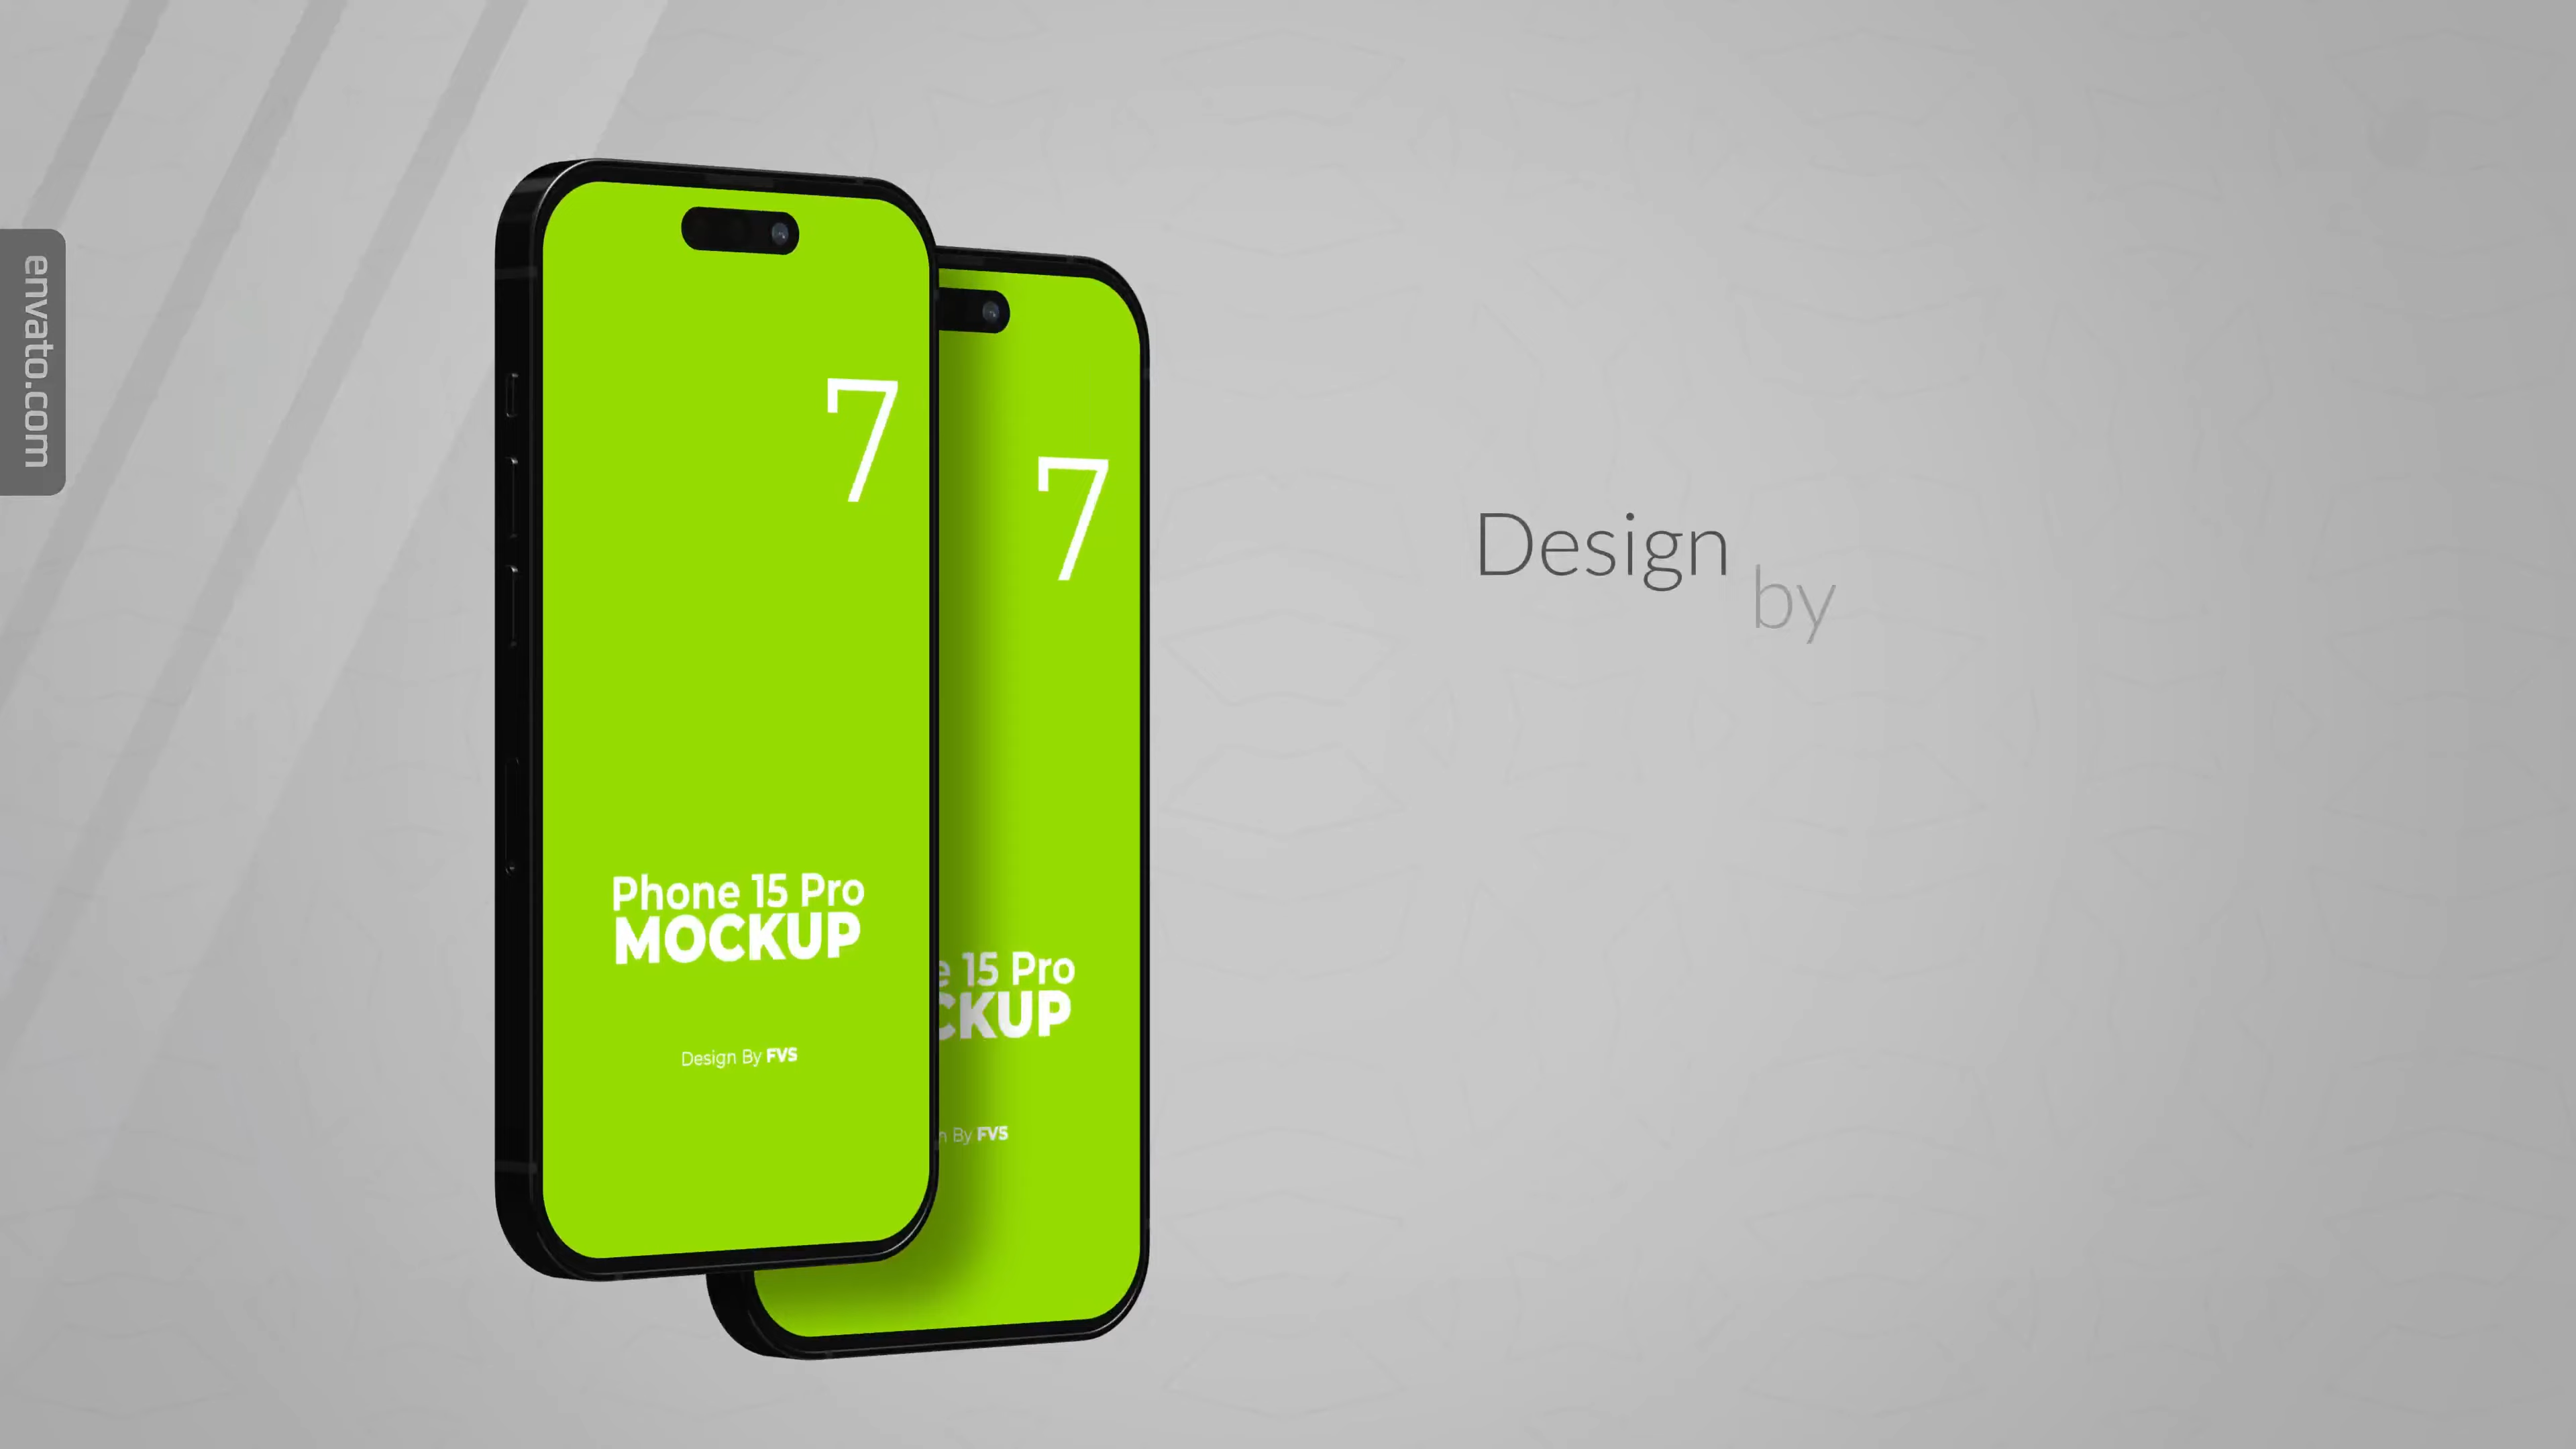 envato.com
7
Phone 15 Pro
MOCKUP
Design By FVS
7
e 15 Pro
CKUP
n By FVS
Design by